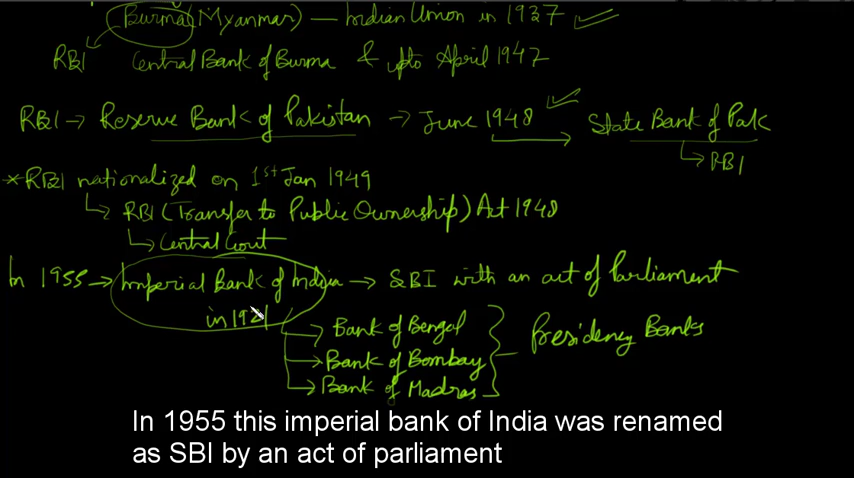 Burma (Myanmar) — Indian Union in 1937
RBI Central Bank of Burma & upto April 1947
RBI → Reserve Bank of Pakistan → June 1948 → State Bank of Pak
RBI
*RBI nationalized on 1st Jan 1949
RBI (Transfer to Public Ownership) Act 1948
Central Govt
In 1955 → Imperial Bank of India → SBI with an act of Parliament
in 1921
Bank of Bengal
Bank of Bombay
Bank of Madras
Presidency Banks
In 1955 this imperial bank of India was renamed
as SBI by an act of parliament